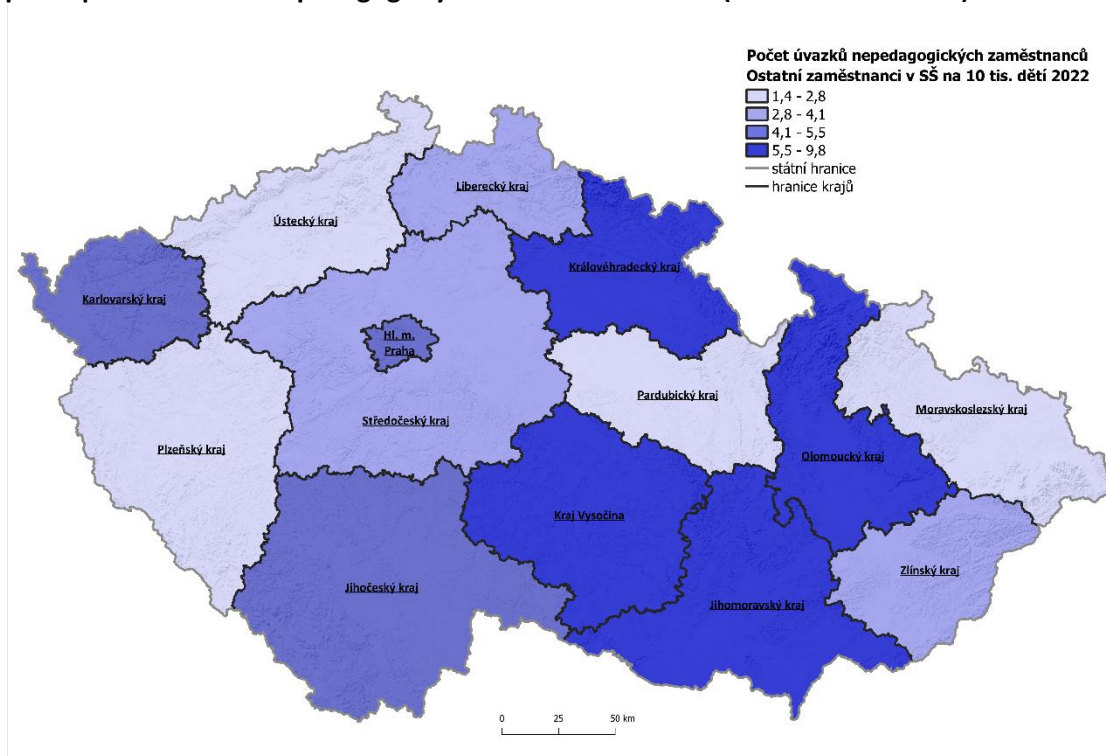 Počet úvazků nepedagogických zaměstnanců
Ostatní zaměstnanci v SŠ na 10 tis. dětí 2022
1,4 - 2,8
2,8 - 4,1
4,1 - 5,5
5,5 - 9,8
státní hranice
hranice krajů
Liberecký kraj
Ústecký kraj
Královéhradecký kraj
Karlovarský kraj
Hl. m.
Praha
Pardubický kraj
Moravskoslezský kraj
Středočeský kraj
Plzeňský kraj
Olomoucký kraj
Kraj Vysočina
Zlínský kraj
Jihočeský kraj
Jihomoravský kraj
0 25 50 km